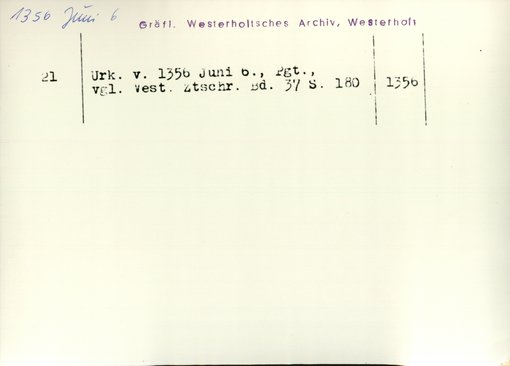 1356 Juni 6
Gräfl. Westerholtsches Archiv, Westerholt
21
Urk. v. 1356 Juni 6., Pgt.,
vgl. West. Ztschr. Bd. 37 S. 180
1356